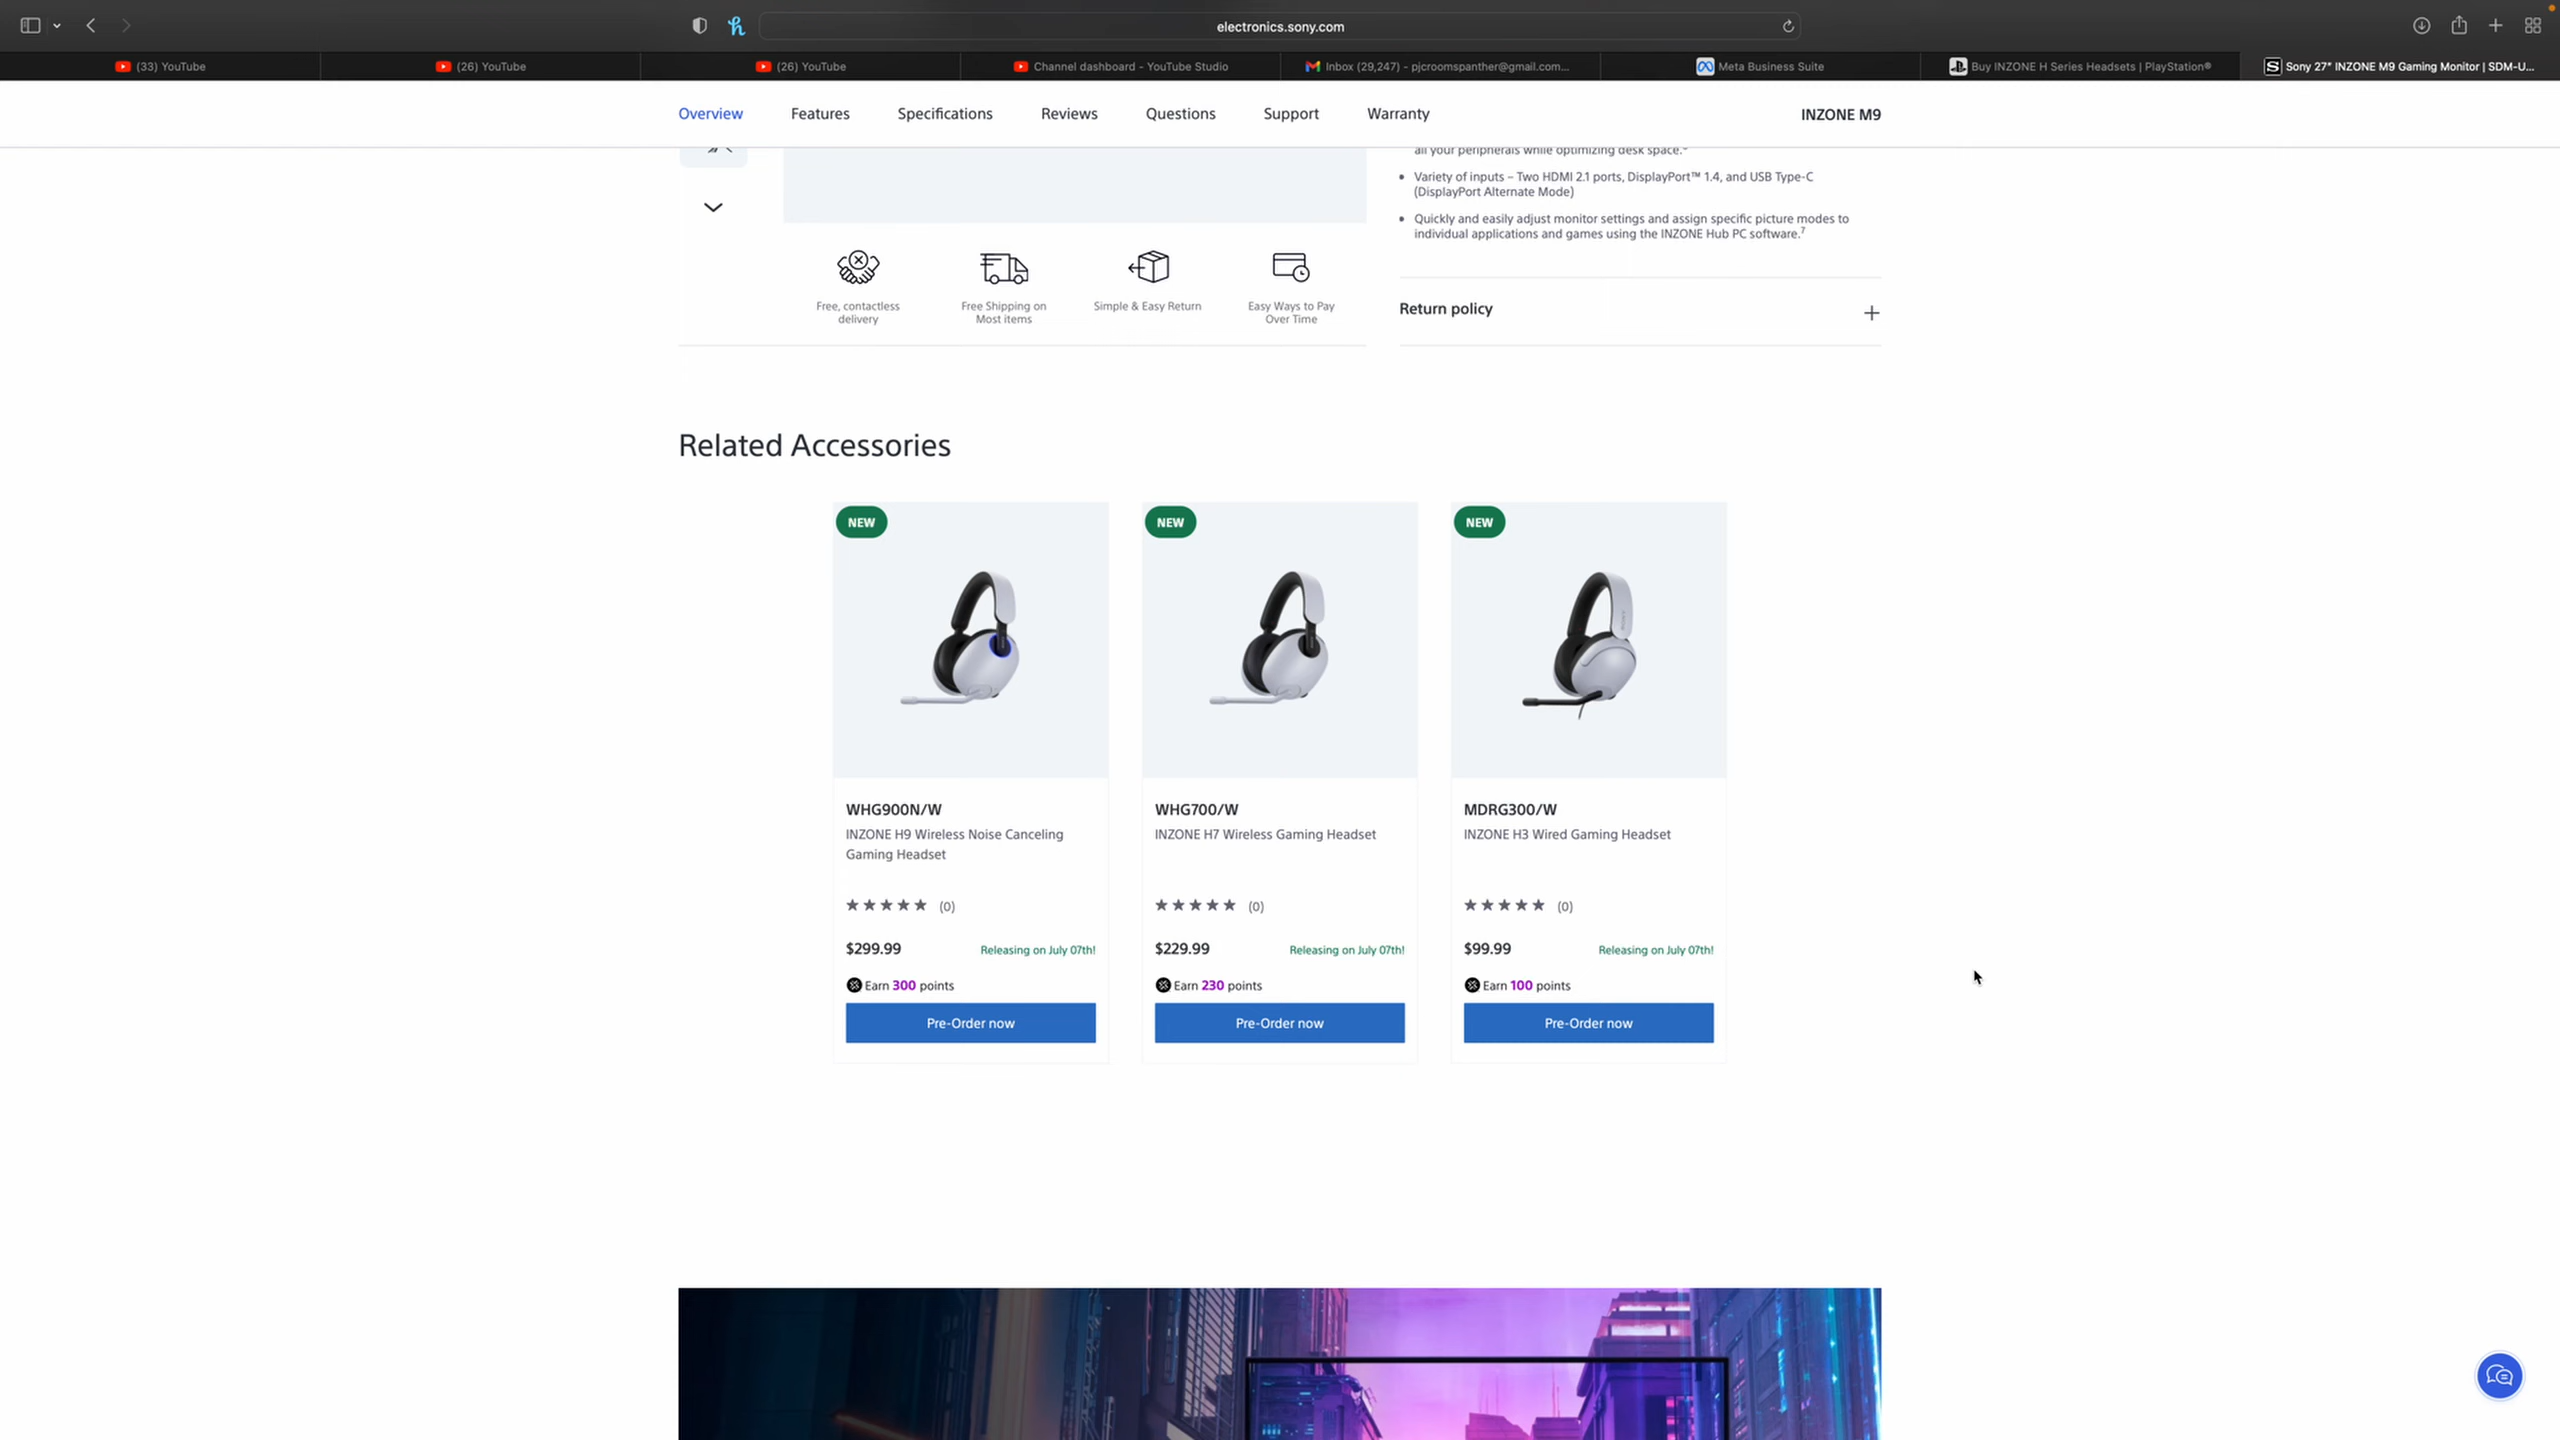 electronics.sony.com
(33) YouTube
(26) YouTube
(26) YouTube
Channel dashboard - YouTube Studio
Inbox (29,247) - pjcroomspanther@gmail.com...
Meta Business Suite
Buy INZONE H Series Headsets | PlayStation®
Sony 27" INZONE M9 Gaming Monitor | SDM-U...
Overview
Features
Specifications
Reviews
Questions
Support
Warranty
INZONE M9
all your peripherals while optimizing desk space.
• Variety of inputs – Two HDMI 2.1 ports, DisplayPort™ 1.4, and USB Type-C
(DisplayPort Alternate Mode)
• Quickly and easily adjust monitor settings and assign specific picture modes to
individual applications and games using the INZONE Hub PC software.⁷
Free, contactless
delivery
Free Shipping on
Most items
Simple & Easy Return
Easy Ways to Pay
Over Time
Return policy
Related Accessories
NEW
WHG900N/W
INZONE H9 Wireless Noise Canceling
Gaming Headset
(0)
$299.99
Releasing on July 07th!
Earn 300 points
Pre-Order now
NEW
WHG700/W
INZONE H7 Wireless Gaming Headset
(0)
$229.99
Releasing on July 07th!
Earn 230 points
Pre-Order now
NEW
MDRG300/W
INZONE H3 Wired Gaming Headset
(0)
$99.99
Releasing on July 07th!
Earn 100 points
Pre-Order now